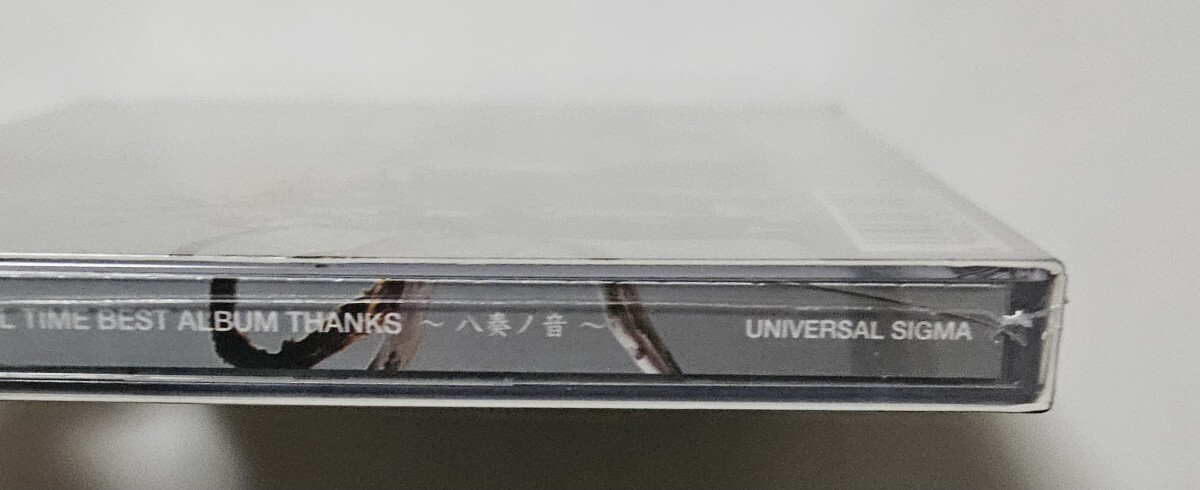 L TIME BEST ALBUM THANKS ～八奏ノ音～ UNIVERSAL SIGMA